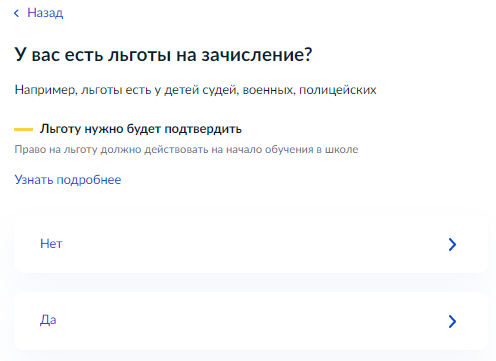 Назад
У вас есть льготы на зачисление?
Например, льготы есть у детей судей, военных, полицейских
Льготу нужно будет подтвердить
Право на льготу должно действовать на начало обучения в школе
Узнать подробнее
Нет
Да